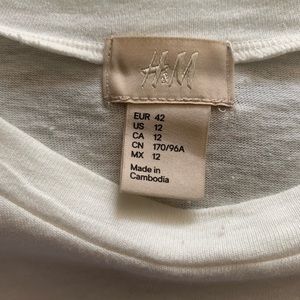 H&M
EUR 42
US 12
CA 12
CN 170/96A
MX 12
Made in
Cambodia